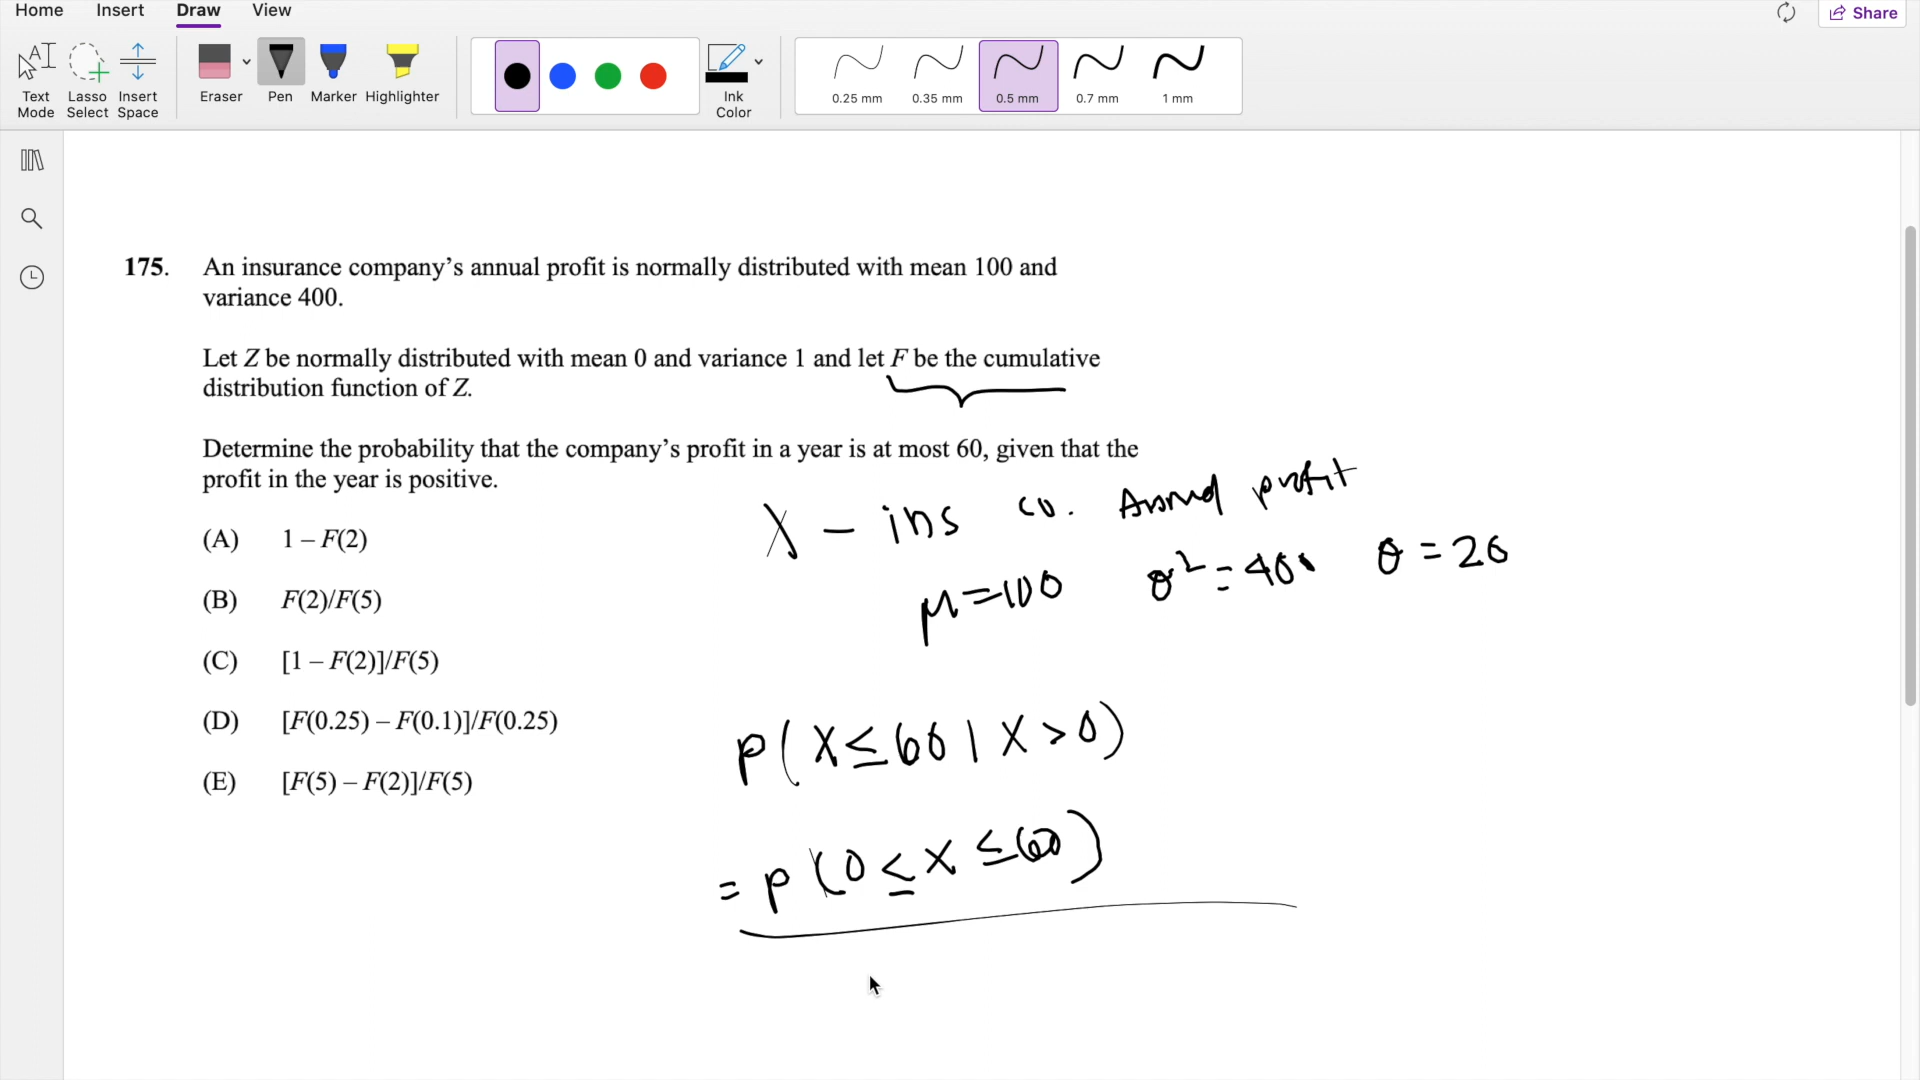 Home Insert Draw View
Share
Text Mode
Lasso Select
Insert Space
Eraser
Pen
Marker
Highlighter
Ink Color
0.25 mm
0.35 mm
0.5 mm
0.7 mm
1 mm
175. An insurance company’s annual profit is normally distributed with mean 100 and
variance 400.
Let Z be normally distributed with mean 0 and variance 1 and let F be the cumulative
distribution function of Z.
Determine the probability that the company’s profit in a year is at most 60, given that the
profit in the year is positive.
(A) 1 – F(2)
(B) F(2)/F(5)
(C) [1 – F(2)]/F(5)
(D) [F(0.25) – F(0.1)]/F(0.25)
(E) [F(5) – F(2)]/F(5)
X – ins co. Annual profit
μ = 100 σ² = 400 σ = 20
P(X ≤ 60 | X > 0)
= P(0 ≤ X ≤ 60)